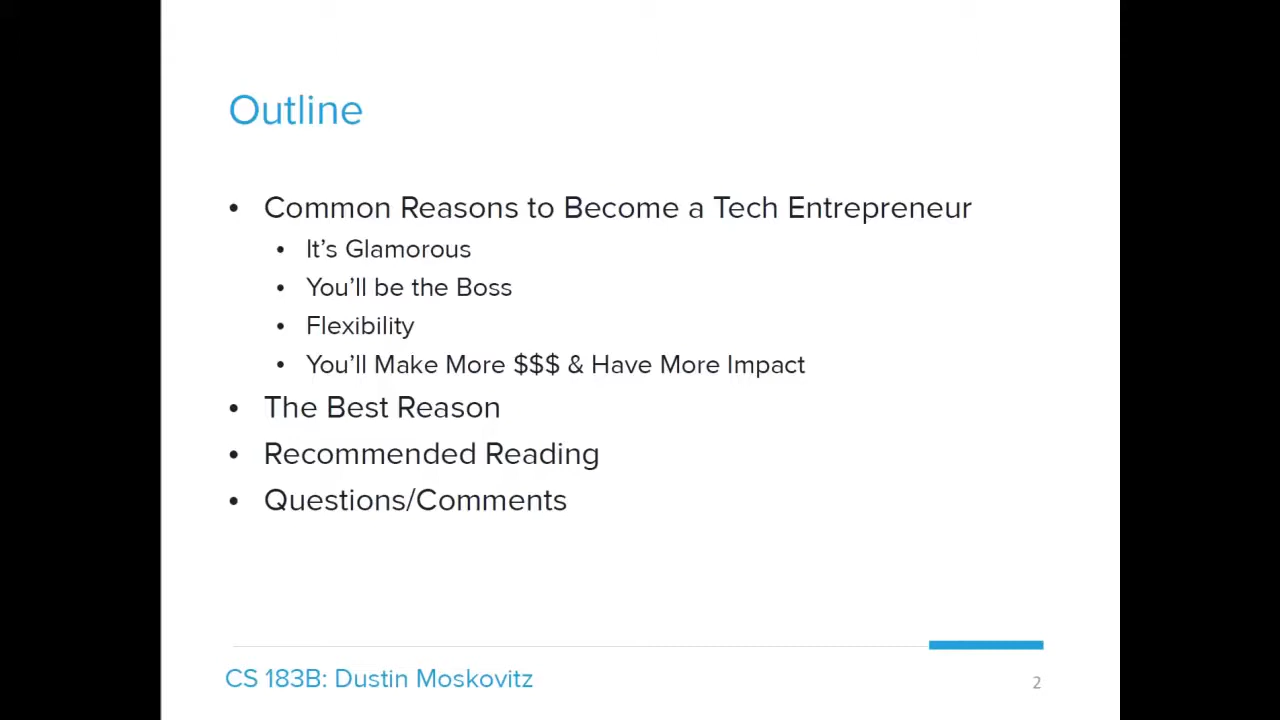 Outline
• Common Reasons to Become a Tech Entrepreneur
• It's Glamorous
• You'll be the Boss
• Flexibility
• You'll Make More $$$ & Have More Impact
• The Best Reason
• Recommended Reading
• Questions/Comments
CS 183B: Dustin Moskovitz
2